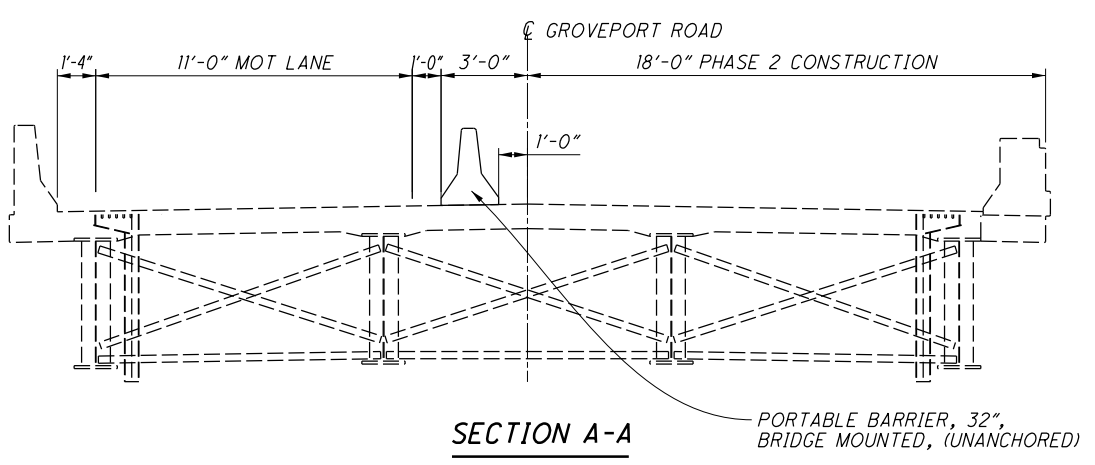 ℄ GROVEPORT ROAD
1'-4" 11'-0" MOT LANE 1'-0" 3'-0" 18'-0" PHASE 2 CONSTRUCTION
1'-0"
PORTABLE BARRIER, 32",
BRIDGE MOUNTED, (UNANCHORED)
SECTION A-A